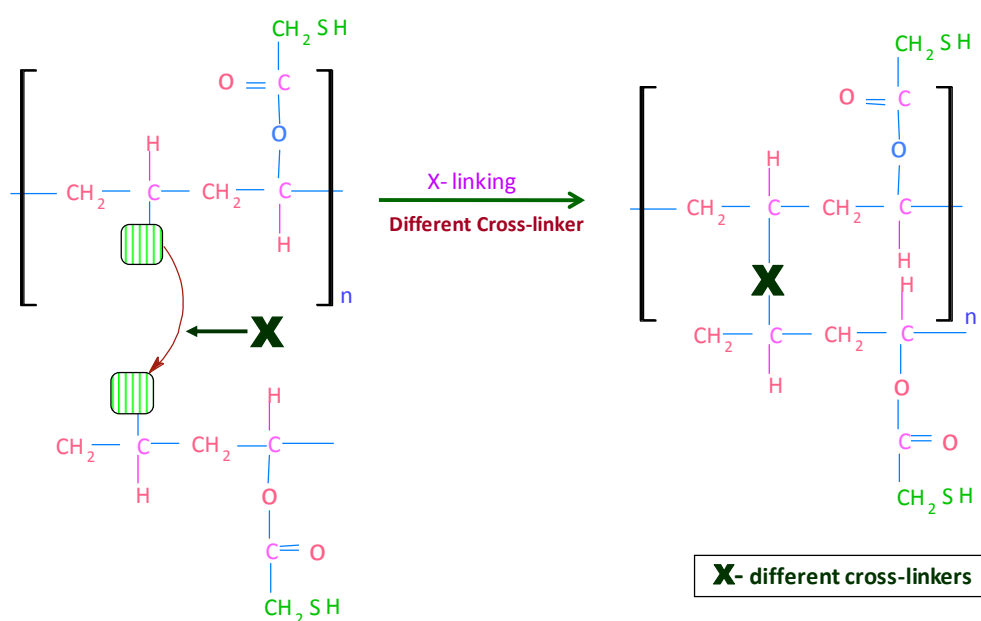 CH₂ SH
O = C
O
H
CH₂ C CH₂ C
H
n
X
H
CH₂ C CH₂ C
H
O
C = O
CH₂ SH
X- linking
Different Cross-linker
CH₂ SH
O = C
O
H
CH₂ C CH₂ C
H
X
H
n
CH₂ C CH₂ C
H
O
C = O
CH₂ SH
X- different cross-linkers